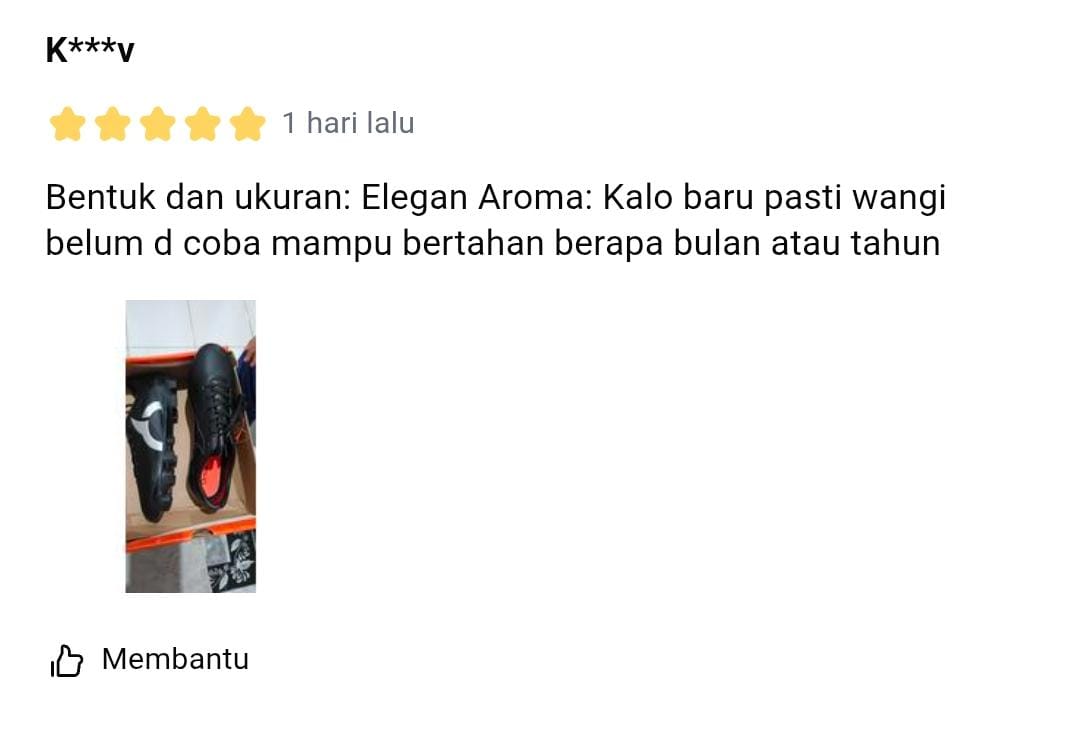 K***v
1 hari lalu
Bentuk dan ukuran: Elegan Aroma: Kalo baru pasti wangi
belum d coba mampu bertahan berapa bulan atau tahun
Membantu